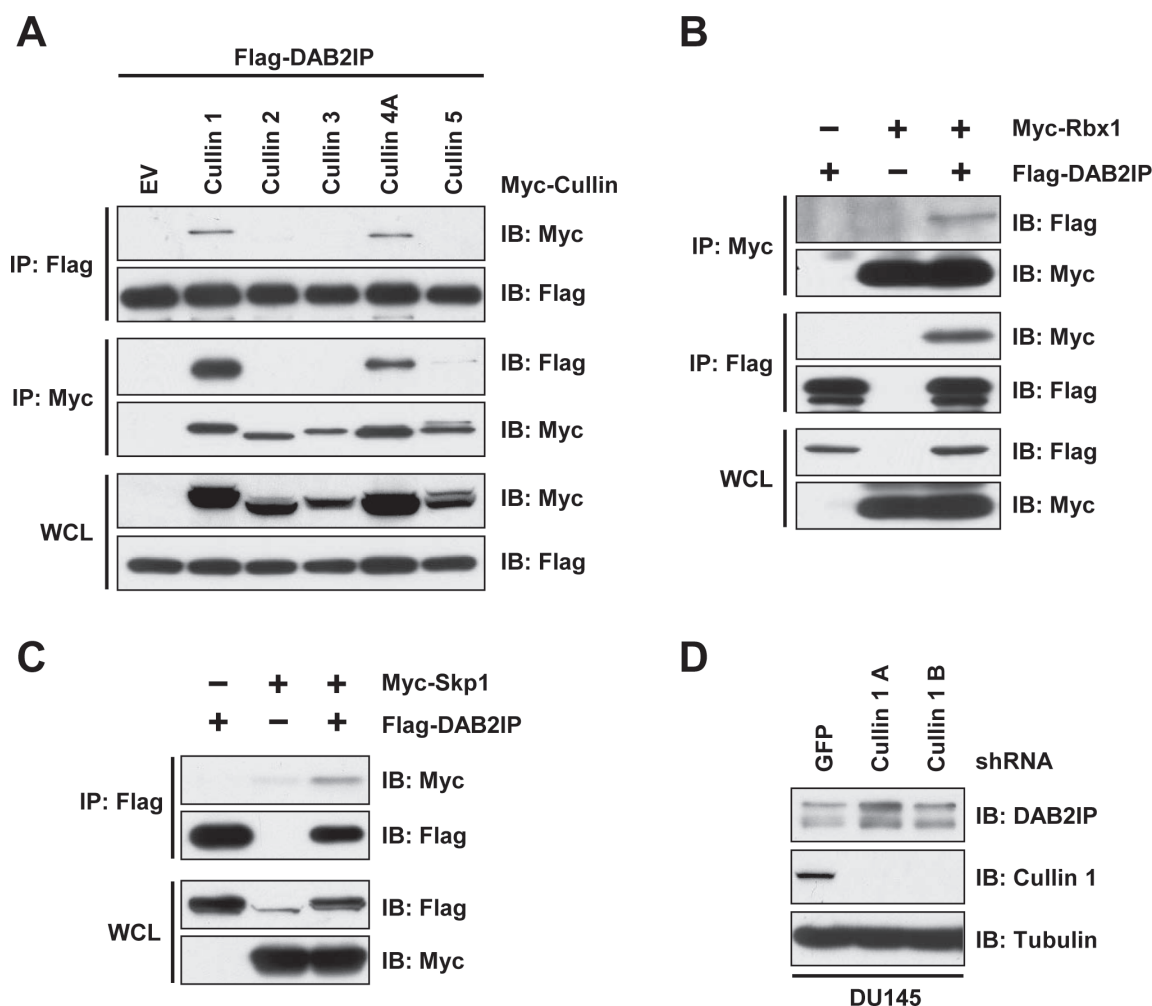 A
Flag-DAB2IP
EV
Cullin 1
Cullin 2
Cullin 3
Cullin 4A
Cullin 5
Myc-Cullin
IP: Flag
IB: Myc
IB: Flag
IP: Myc
IB: Flag
IB: Myc
WCL
IB: Myc
IB: Flag
B
− + + Myc-Rbx1
+ − + Flag-DAB2IP
IP: Myc
IB: Flag
IB: Myc
IP: Flag
IB: Myc
IB: Flag
WCL
IB: Flag
IB: Myc
C
− + + Myc-Skp1
+ − + Flag-DAB2IP
IP: Flag
IB: Myc
IB: Flag
WCL
IB: Flag
IB: Myc
D
GFP
Cullin 1 A
Cullin 1 B
shRNA
IB: DAB2IP
IB: Cullin 1
IB: Tubulin
DU145